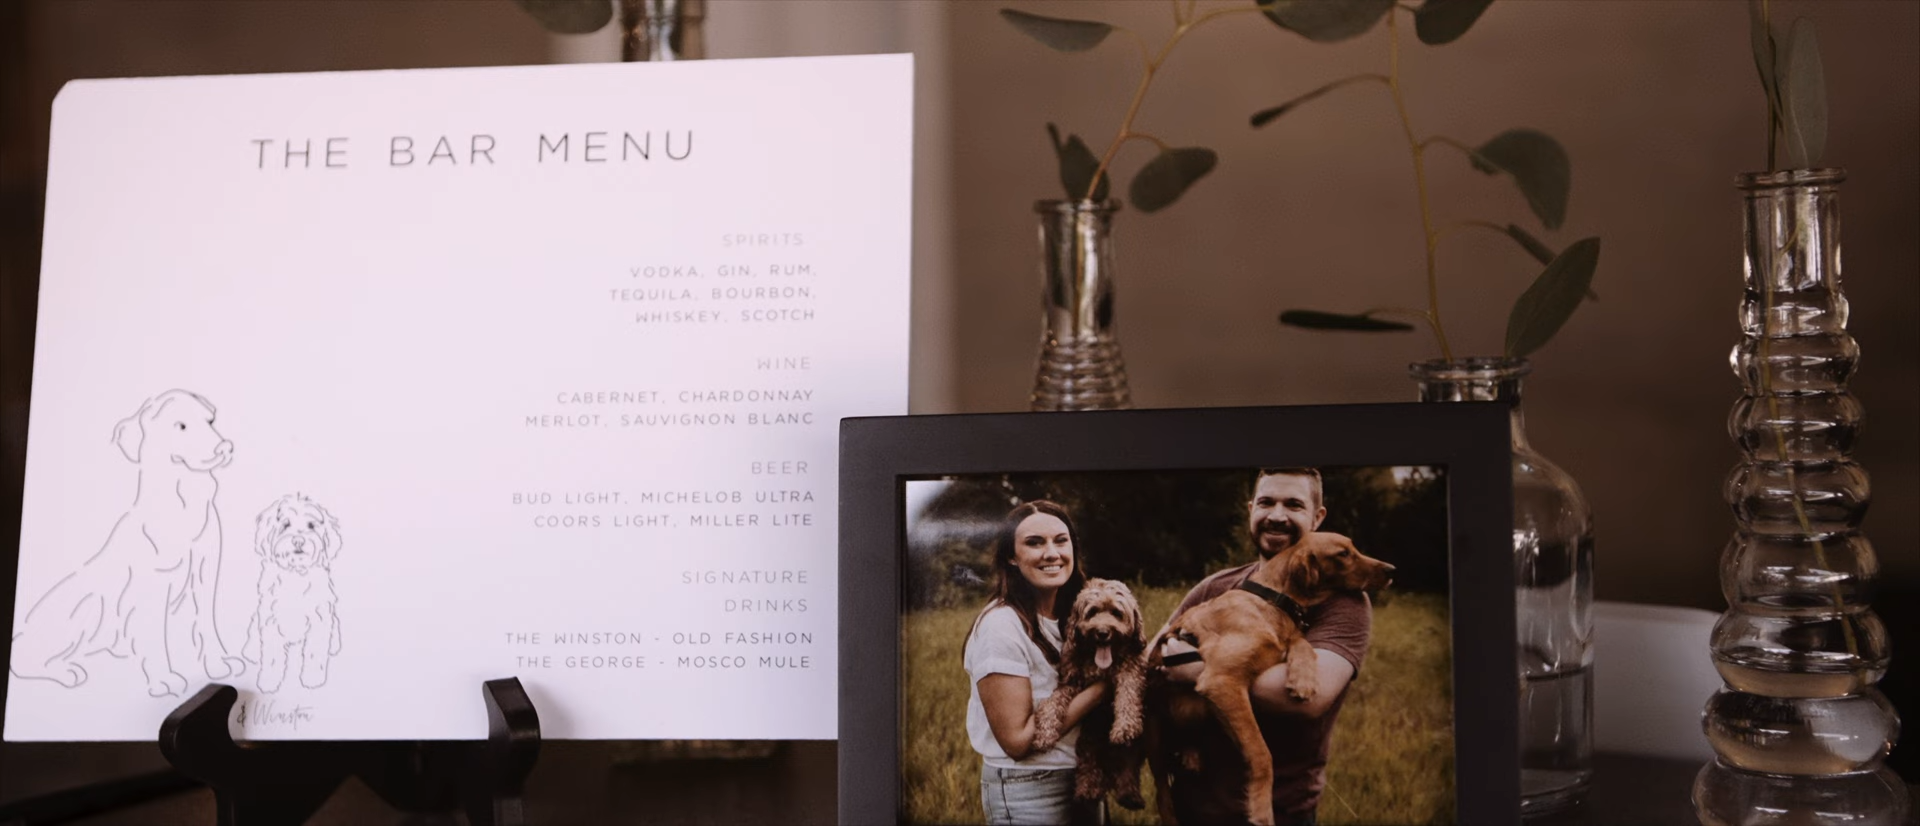 THE BAR MENU
SPIRITS
VODKA, GIN, RUM,
TEQUILA, BOURBON,
WHISKEY, SCOTCH
WINE
CABERNET, CHARDONNAY
MERLOT, SAUVIGNON BLANC
BEER
BUD LIGHT, MICHELOB ULTRA
COORS LIGHT, MILLER LITE
SIGNATURE
DRINKS
THE WINSTON - OLD FASHION
THE GEORGE - MOSCO MULE
& Winston